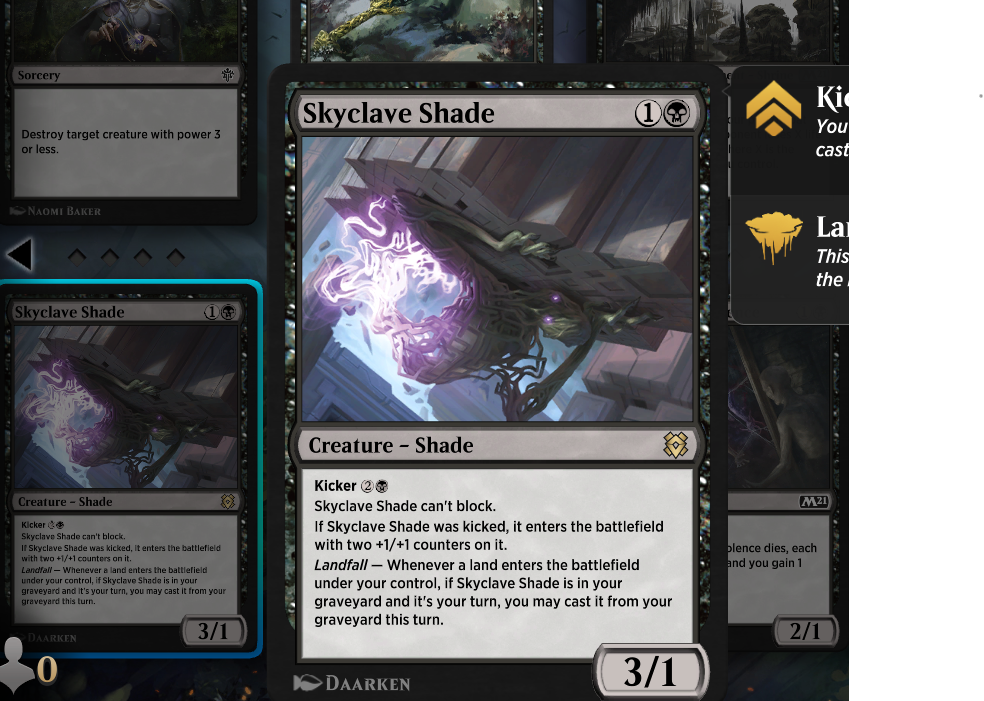 Sorcery
Destroy target creature with power 3
or less.
NAOMI BAKER
Skyclave Shade 1
Creature – Shade
Kicker 2
Skyclave Shade can't block.
If Skyclave Shade was kicked, it enters the battlefield
with two +1/+1 counters on it.
Landfall — Whenever a land enters the battlefield
under your control, if Skyclave Shade is in your
graveyard and it's your turn, you may cast it from your
graveyard this turn.
3/1
DAARKEN
0
Skyclave Shade 1
Creature – Shade
Kicker 2
Skyclave Shade can't block.
If Skyclave Shade was kicked, it enters the battlefield
with two +1/+1 counters on it.
Landfall — Whenever a land enters the battlefield
under your control, if Skyclave Shade is in your
graveyard and it's your turn, you may cast it from your
graveyard this turn.
3/1
DAARKEN
You
cast
This
the
M21
dies, each
and you gain 1
2/1